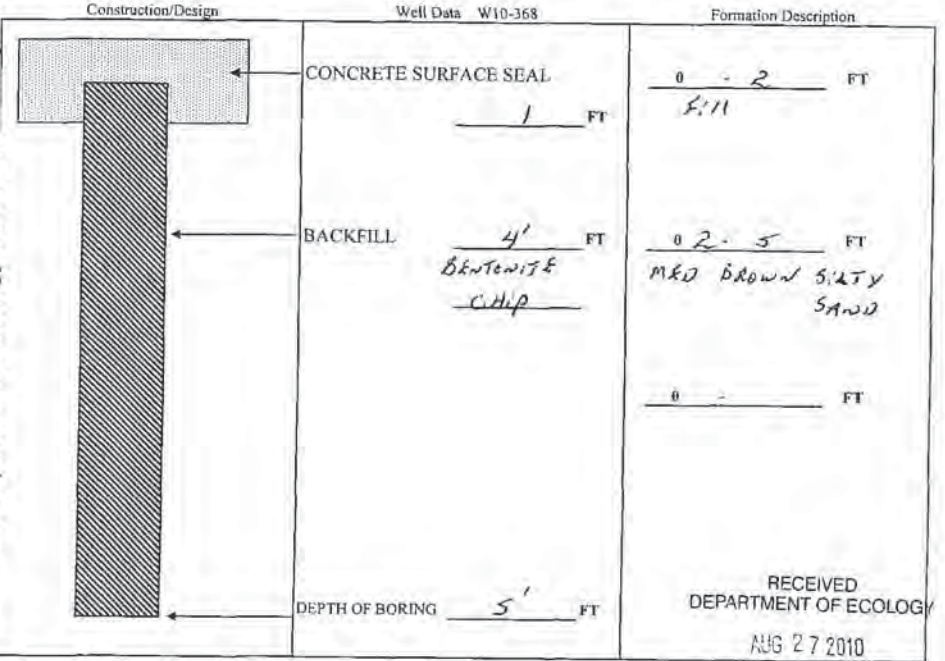 Construction/Design
Well Data W10-368
Formation Description
CONCRETE SURFACE SEAL
1 FT
0 - 2 FT
Fill
BACKFILL 4' FT
BENTONITE
CHIP
0 2 - 5 FT
MED BROWN SILTY
SAND
0 - FT
DEPTH OF BORING 5' FT
RECEIVED
DEPARTMENT OF ECOLOGY
AUG 27 2010